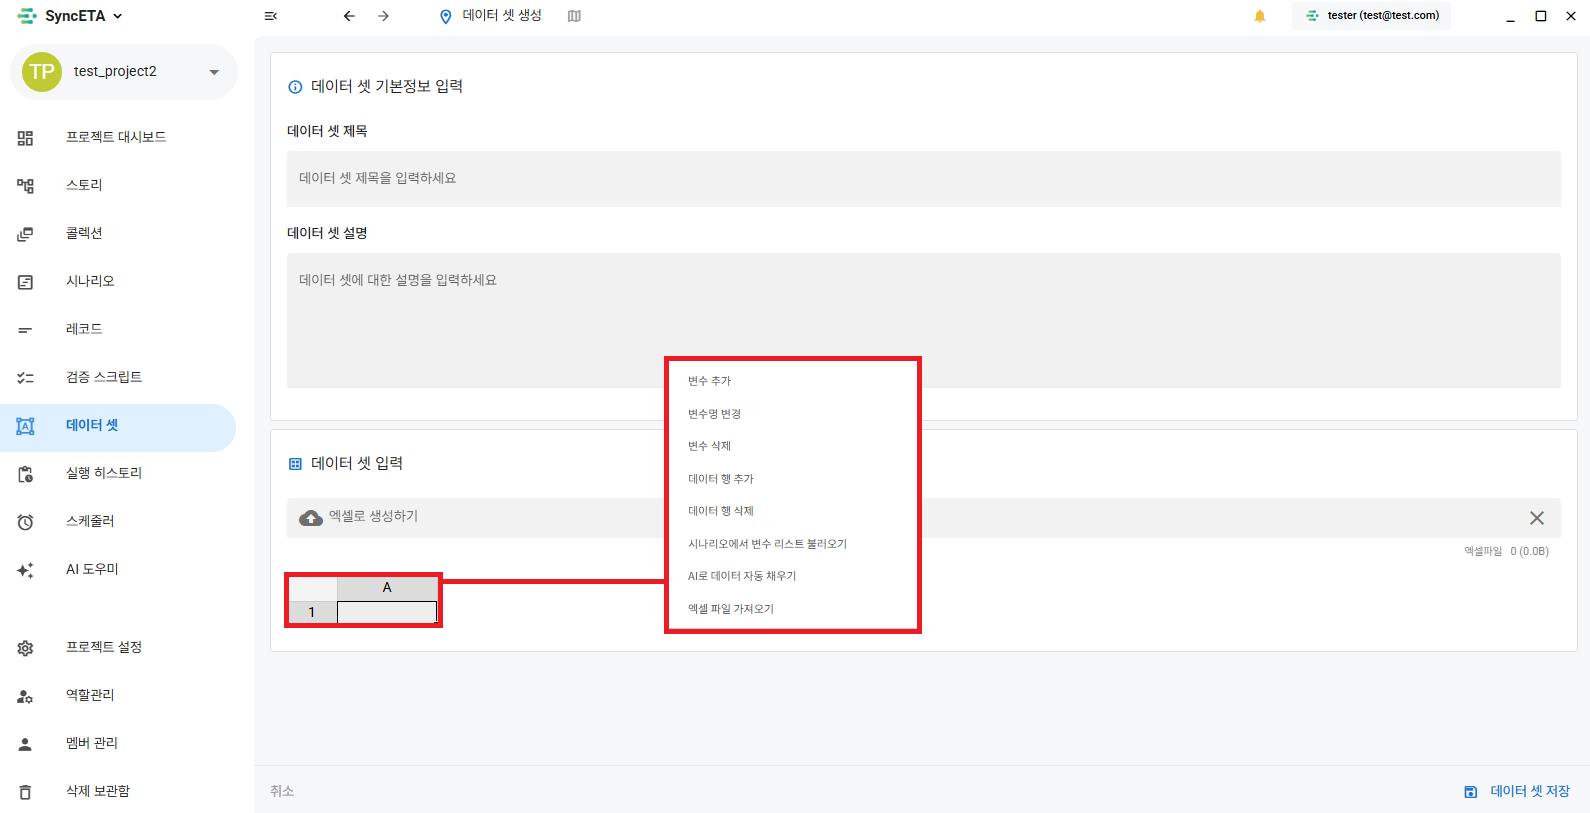 SyncETA
데이터 셋 생성
tester (test@test.com)
TP
test_project2
프로젝트 대시보드
스토리
콜렉션
시나리오
레코드
검증 스크립트
데이터 셋
실행 히스토리
스케줄러
AI 도우미
프로젝트 설정
역할관리
멤버 관리
삭제 보관함
데이터 셋 기본정보 입력
데이터 셋 제목
데이터 셋 제목을 입력하세요
데이터 셋 설명
데이터 셋에 대한 설명을 입력하세요
데이터 셋 입력
엑셀로 생성하기
엑셀파일 0 (0.0B)
A
1
변수 추가
변수명 변경
변수 삭제
데이터 행 추가
데이터 행 삭제
시나리오에서 변수 리스트 불러오기
AI로 데이터 자동 채우기
엑셀 파일 가져오기
취소
데이터 셋 저장